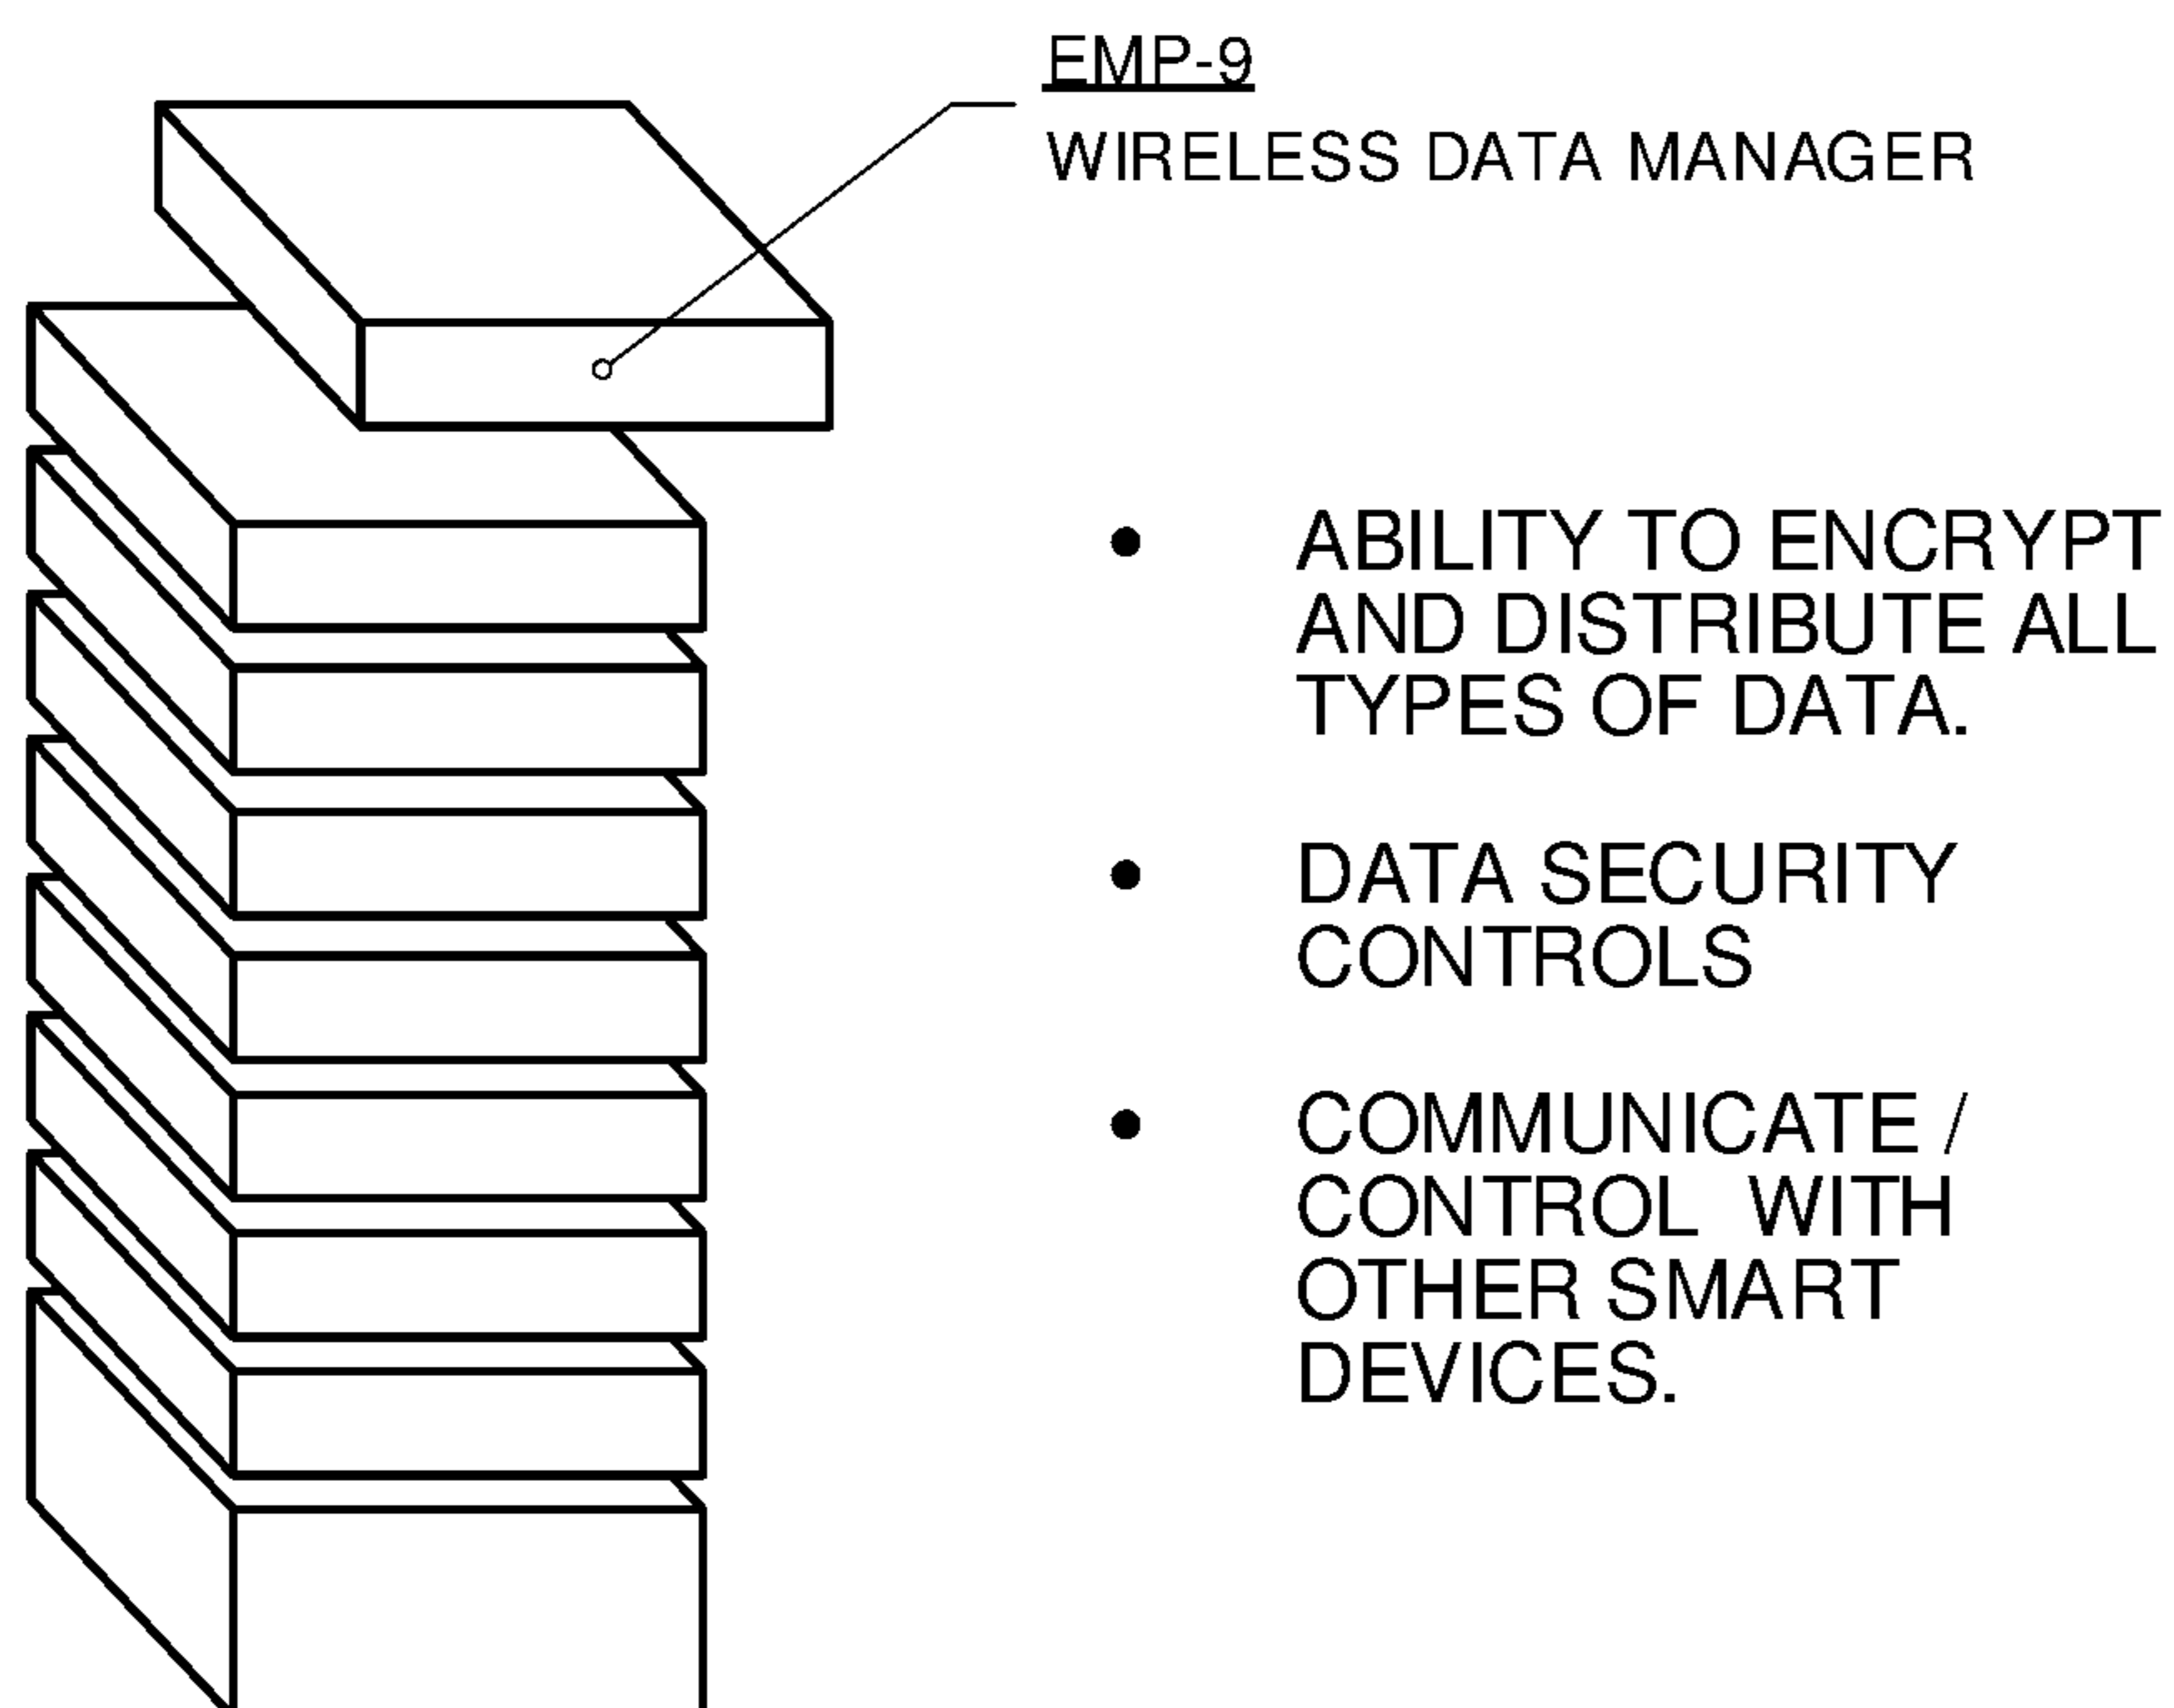 EMP-9
WIRELESS DATA MANAGER
• ABILITY TO ENCRYPT
AND DISTRIBUTE ALL
TYPES OF DATA.
• DATA SECURITY
CONTROLS
• COMMUNICATE /
CONTROL WITH
OTHER SMART
DEVICES.